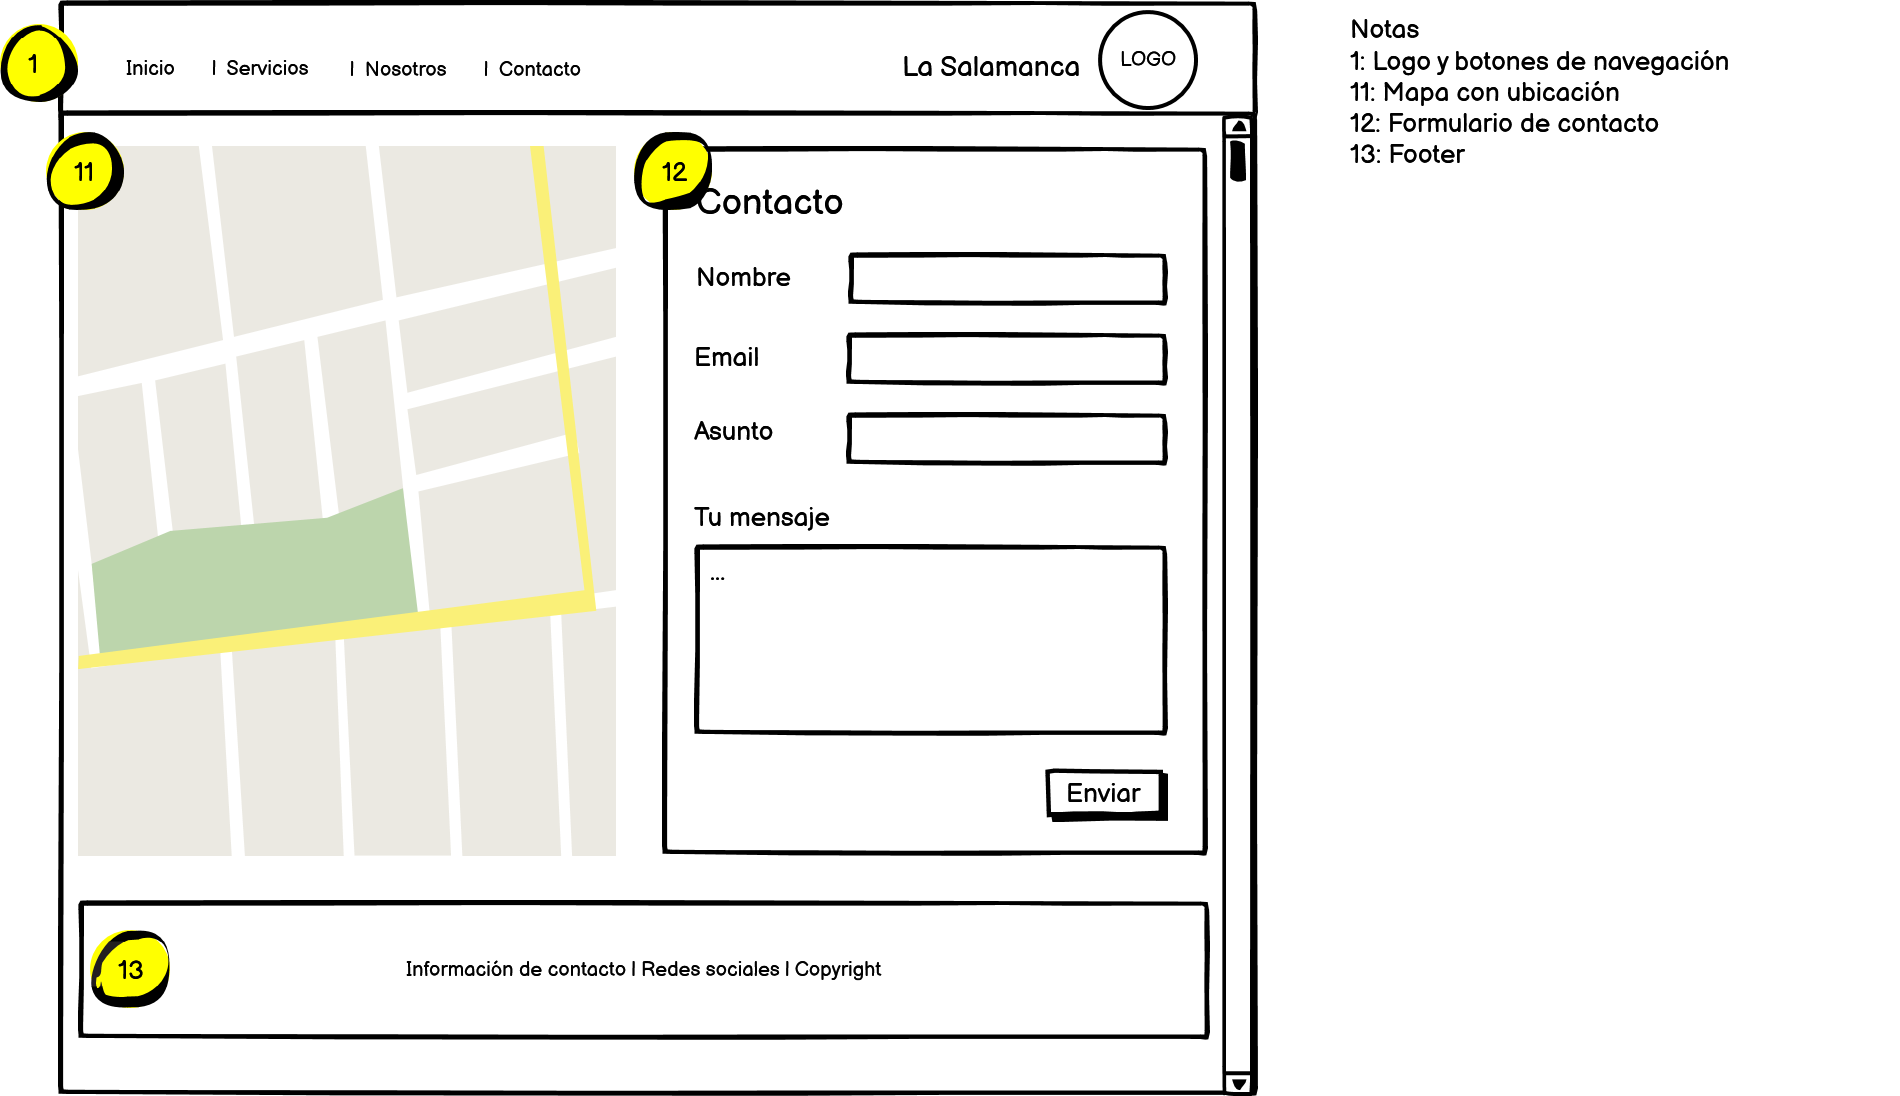 1
Inicio | Servicios | Nosotros | Contacto
La Salamanca
LOGO
11
12
Contacto
Nombre
Email
Asunto
Tu mensaje
...
Enviar
13
Información de contacto | Redes sociales | Copyright
Notas
1: Logo y botones de navegación
11: Mapa con ubicación
12: Formulario de contacto
13: Footer